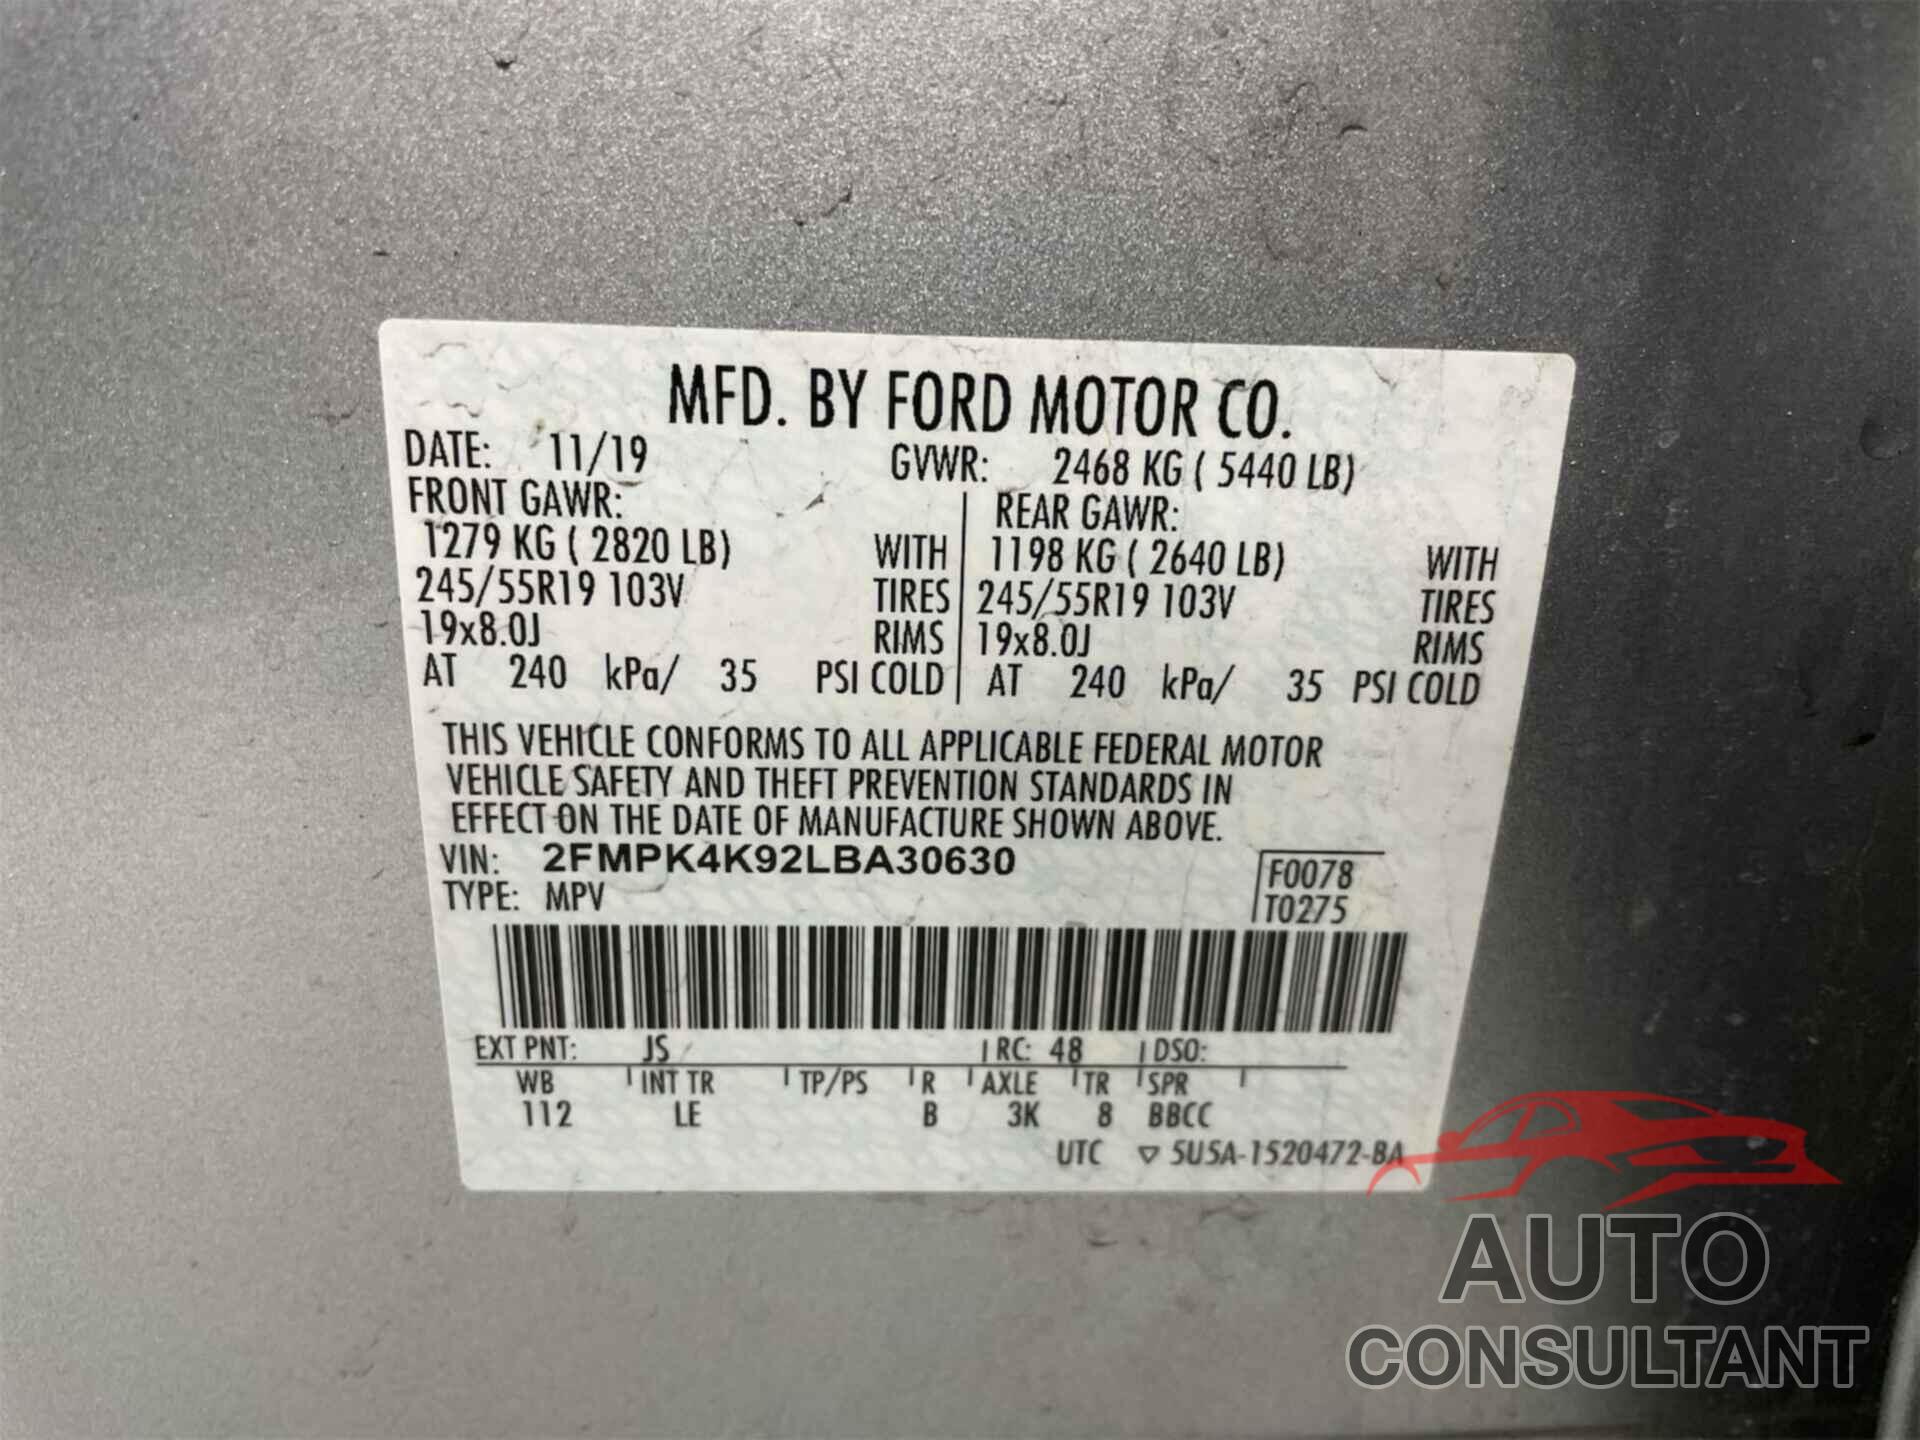 MFD. BY FORD MOTOR CO.
DATE: 11/19 GVWR: 2468 KG ( 5440 LB)
FRONT GAWR: REAR GAWR:
1279 KG ( 2820 LB) WITH 1198 KG ( 2640 LB) WITH
245/55R19 103V TIRES 245/55R19 103V TIRES
19x8.0J RIMS 19x8.0J RIMS
AT 240 kPa/ 35 PSI COLD AT 240 kPa/ 35 PSI COLD
THIS VEHICLE CONFORMS TO ALL APPLICABLE FEDERAL MOTOR
VEHICLE SAFETY AND THEFT PREVENTION STANDARDS IN
EFFECT ON THE DATE OF MANUFACTURE SHOWN ABOVE.
VIN: 2FMPK4K92LBA30630 F0078
TYPE: MPV T0275
EXT PNT: JS RC: 48 DSO:
WB INT TR TP/PS R AXLE TR SPR
112 LE B 3K 8 BBCC
UTC ▽ 5U5A-1520472-BA
AUTO
CONSULTANT